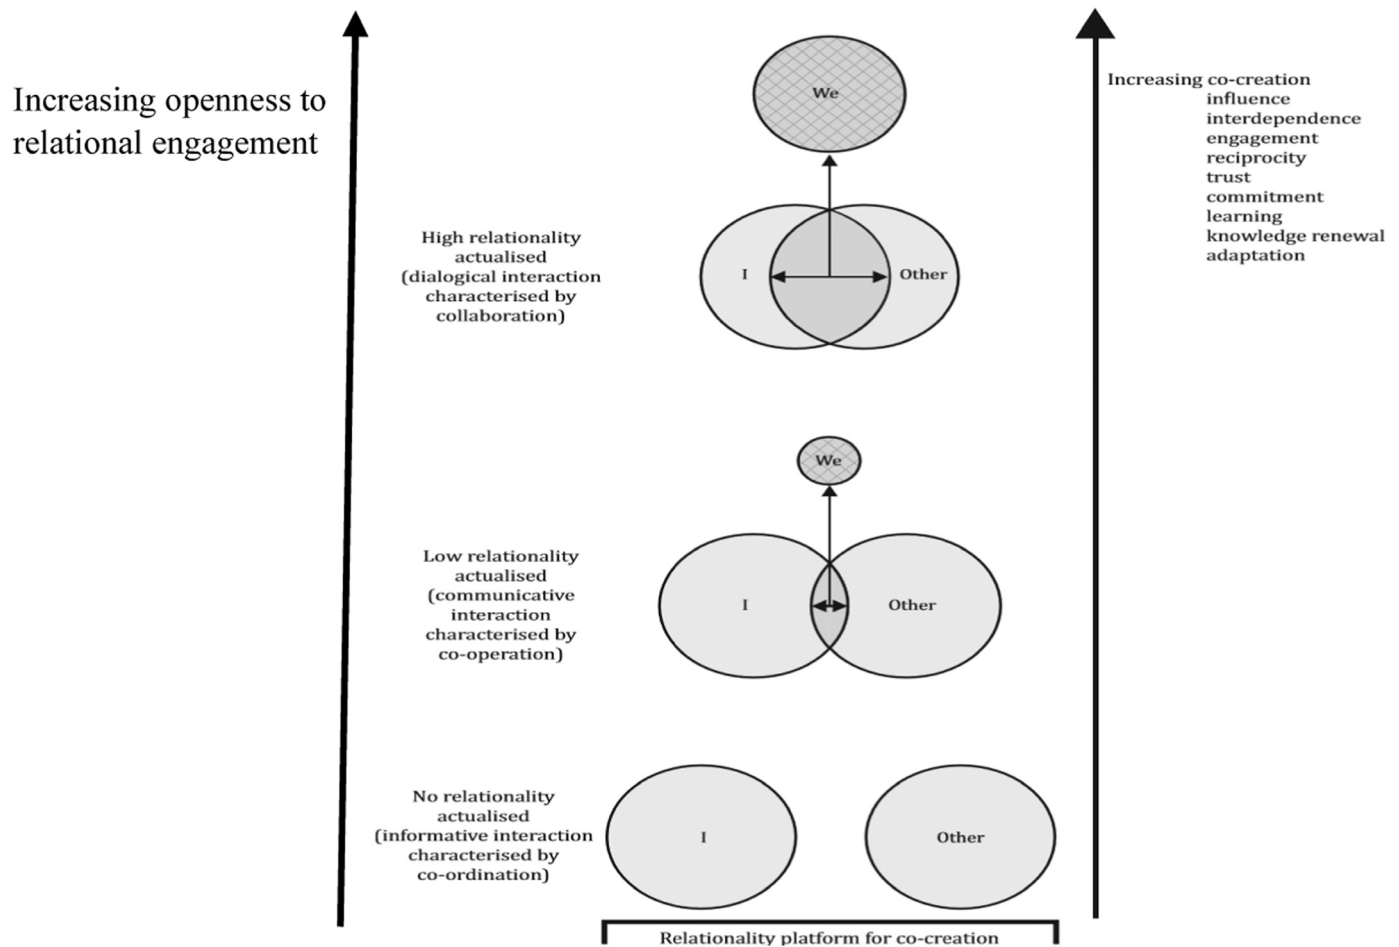 Increasing openness to
relational engagement
We
Increasing co-creation
influence
interdependence
engagement
reciprocity
trust
commitment
learning
knowledge renewal
adaptation
High relationality
actualised
(dialogical interaction
characterised by
collaboration)
I
Other
We
Low relationality
actualised
(communicative
interaction
characterised by
co-operation)
I
Other
No relationality
actualised
(informative interaction
characterised by
co-ordination)
I
Other
Relationality platform for co-creation